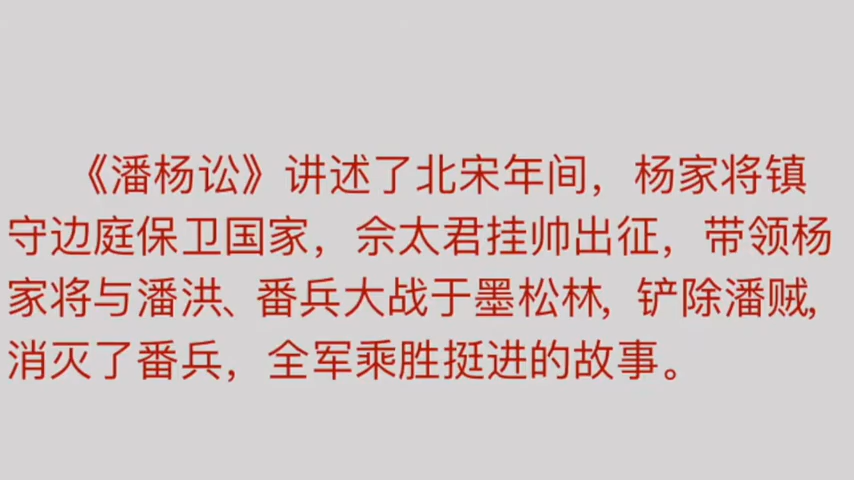 《潘杨讼》讲述了北宋年间，杨家将镇
守边庭保卫国家，佘太君挂帅出征，带领杨
家将与潘洪、番兵大战于墨松林，铲除潘贼，
消灭了番兵，全军乘胜挺进的故事。